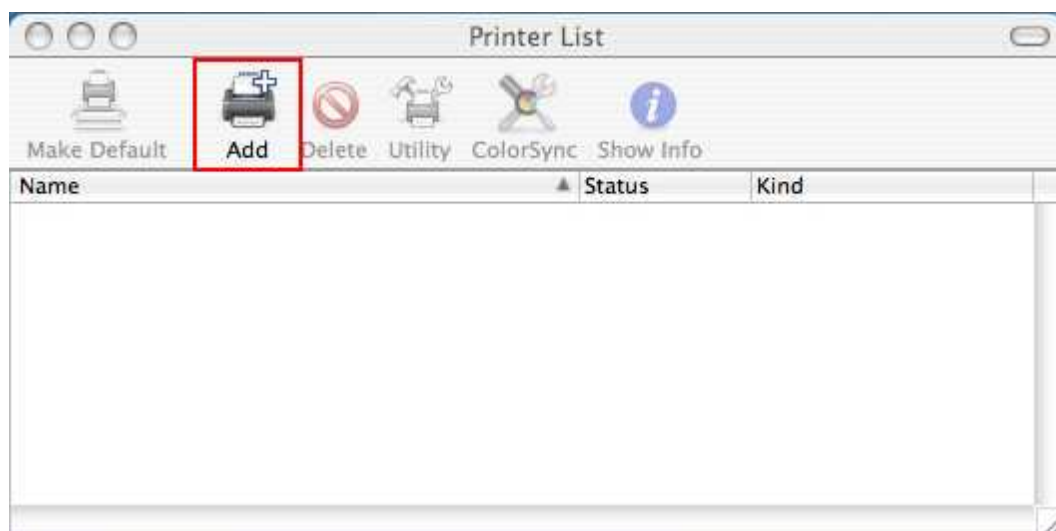 Printer List
Make Default Add Delete Utility ColorSync Show Info
Name Status Kind